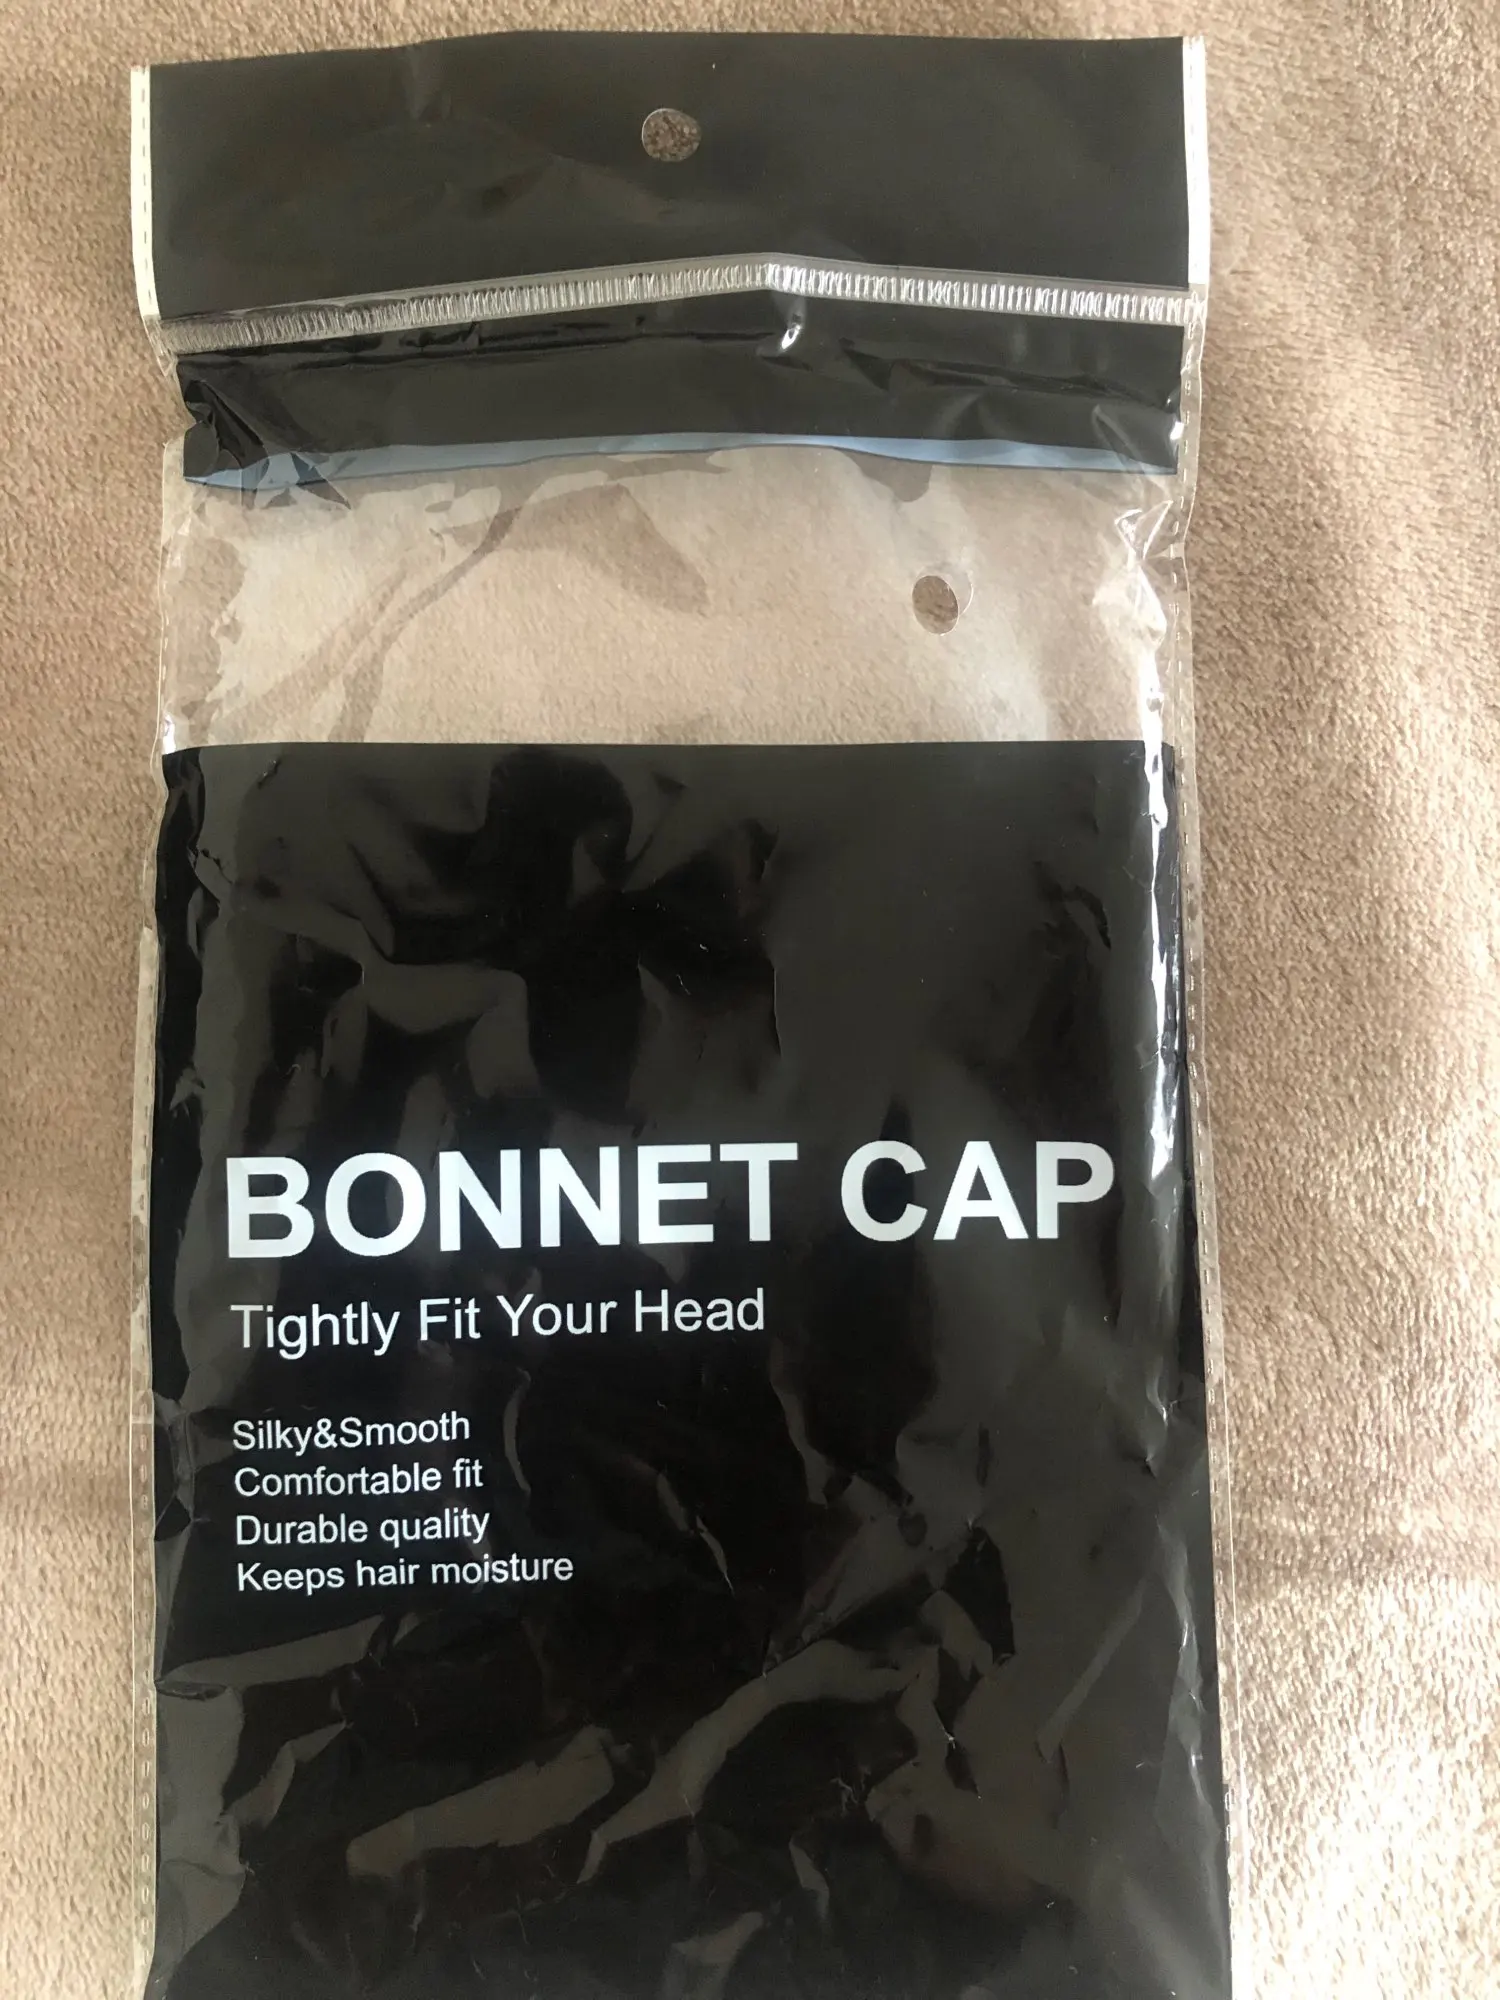 BONNET CAP
Tightly Fit Your Head
Silky&Smooth
Comfortable fit
Durable quality
Keeps hair moisture